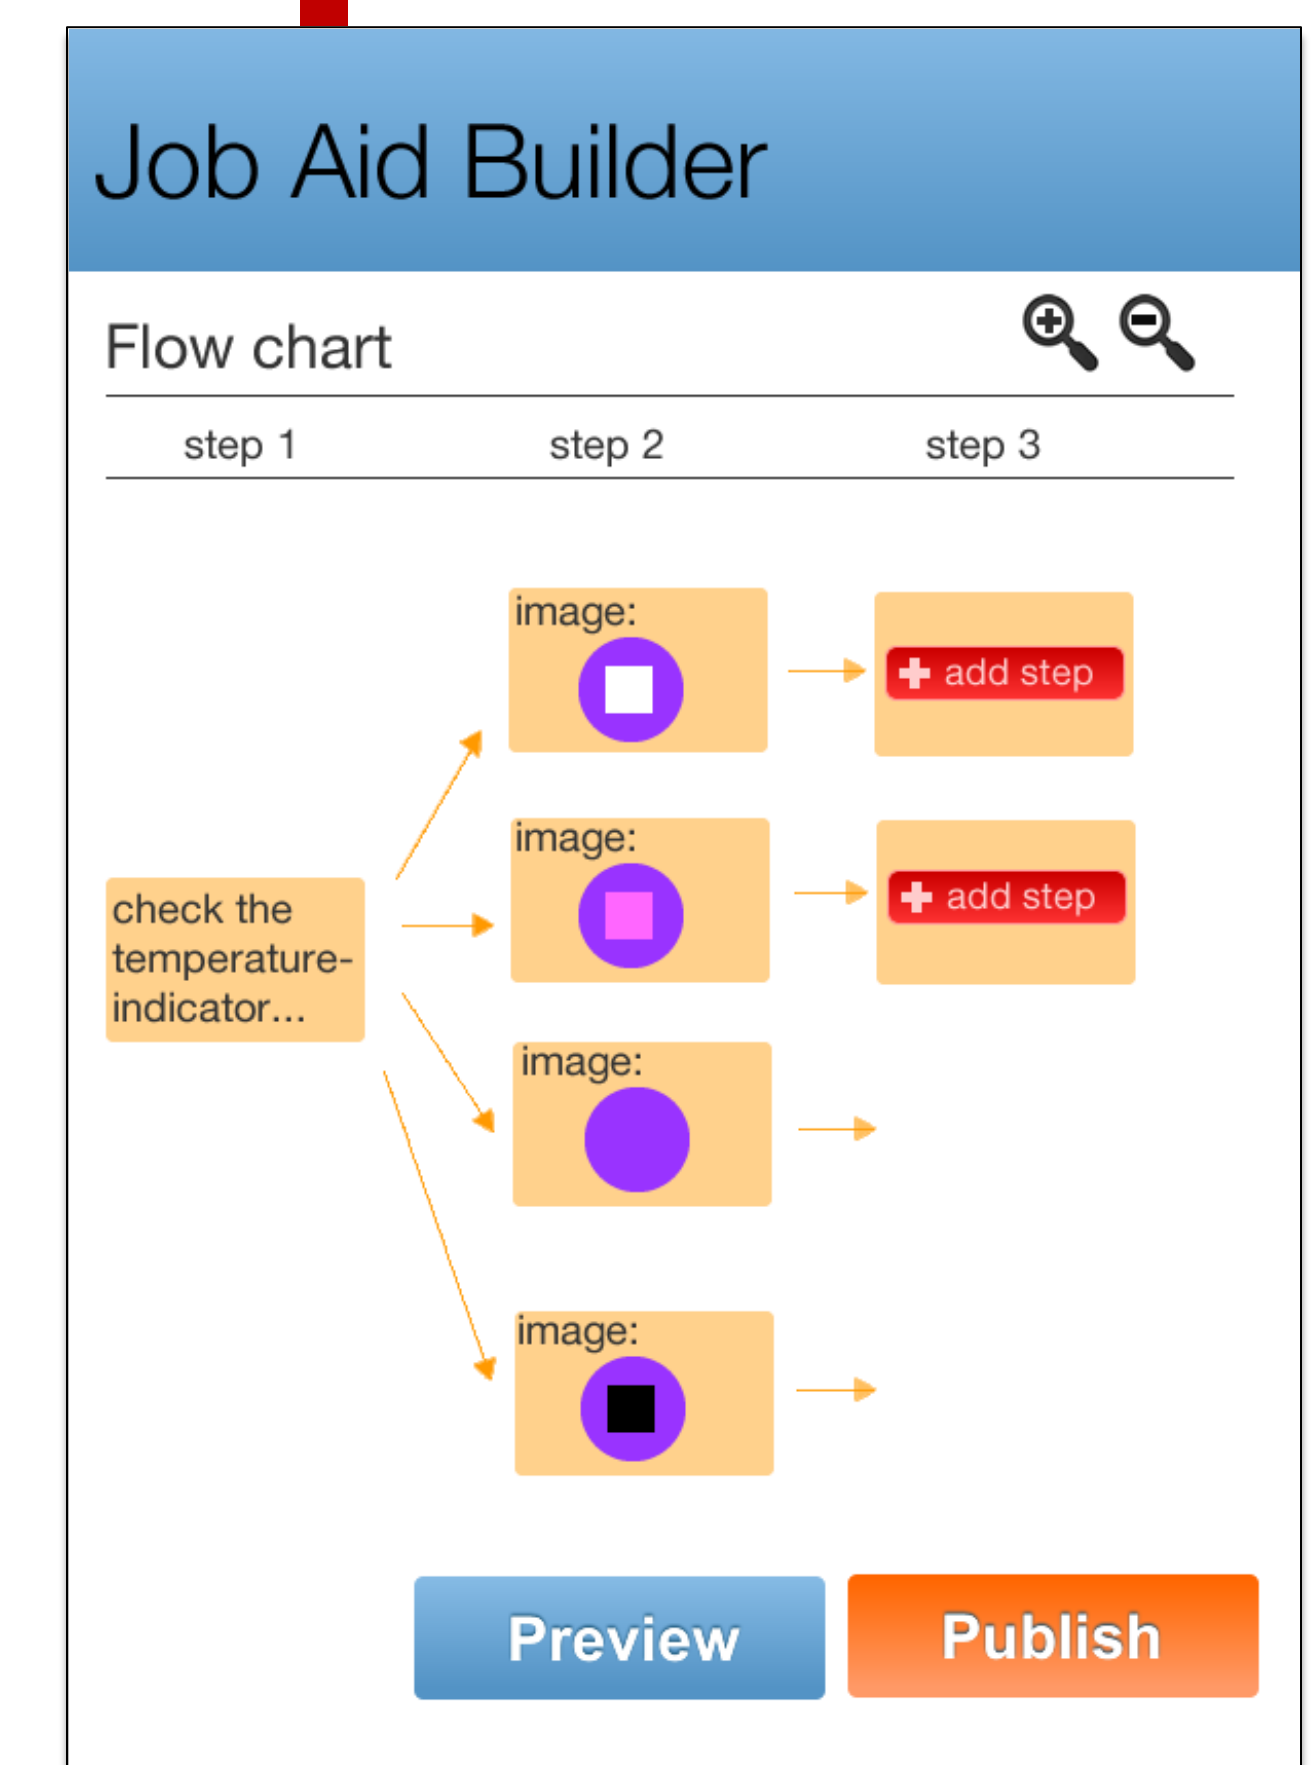 Job Aid Builder
Flow chart
step 1 step 2 step 3
image:
+ add step
image:
+ add step
check the
temperature-
indicator...
image:
image:
Preview Publish